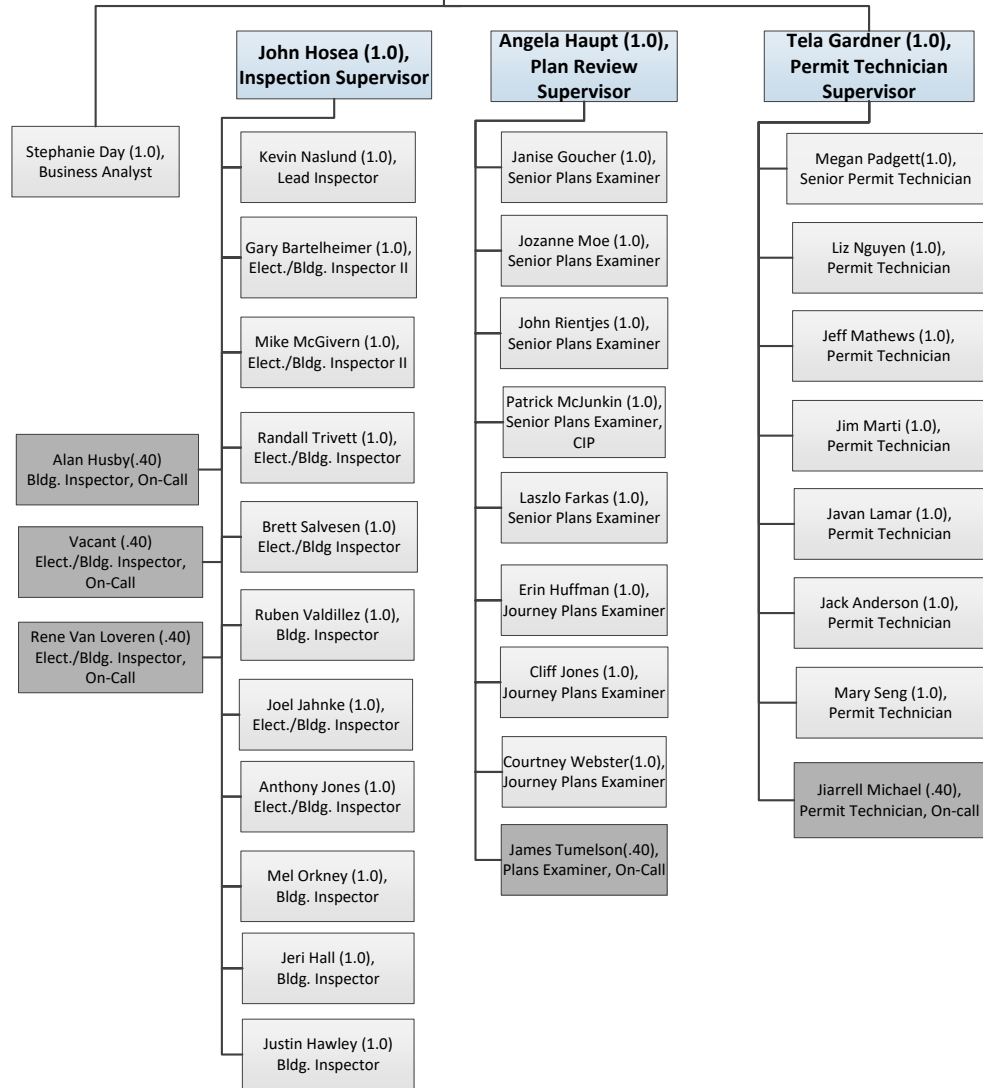 John Hosea (1.0),
Inspection Supervisor
Angela Haupt (1.0),
Plan Review
Supervisor
Tela Gardner (1.0),
Permit Technician
Supervisor
Stephanie Day (1.0),
Business Analyst
Kevin Naslund (1.0),
Lead Inspector
Gary Bartelheimer (1.0),
Elect./Bldg. Inspector II
Mike McGivern (1.0),
Elect./Bldg. Inspector II
Randall Trivett (1.0),
Elect./Bldg. Inspector
Alan Husby(.40)
Bldg. Inspector, On-Call
Brett Salvesen (1.0)
Elect./Bldg Inspector
Vacant (.40)
Elect./Bldg. Inspector,
On-Call
Ruben Valdillez (1.0),
Bldg. Inspector
Rene Van Loveren (.40)
Elect./Bldg. Inspector,
On-Call
Joel Jahnke (1.0),
Elect./Bldg. Inspector
Anthony Jones (1.0)
Elect./Bldg. Inspector
Mel Orkney (1.0),
Bldg. Inspector
Jeri Hall (1.0),
Bldg. Inspector
Justin Hawley (1.0)
Bldg. Inspector
Janise Goucher (1.0),
Senior Plans Examiner
Jozanne Moe (1.0),
Senior Plans Examiner
John Rientjes (1.0),
Senior Plans Examiner
Patrick McJunkin (1.0),
Senior Plans Examiner,
CIP
Laszlo Farkas (1.0),
Senior Plans Examiner
Erin Huffman (1.0),
Journey Plans Examiner
Cliff Jones (1.0),
Journey Plans Examiner
Courtney Webster(1.0),
Journey Plans Examiner
James Tumelson(.40),
Plans Examiner, On-Call
Megan Padgett(1.0),
Senior Permit Technician
Liz Nguyen (1.0),
Permit Technician
Jeff Mathews (1.0),
Permit Technician
Jim Marti (1.0),
Permit Technician
Javan Lamar (1.0),
Permit Technician
Jack Anderson (1.0),
Permit Technician
Mary Seng (1.0),
Permit Technician
Jiarrell Michael (.40),
Permit Technician, On-call